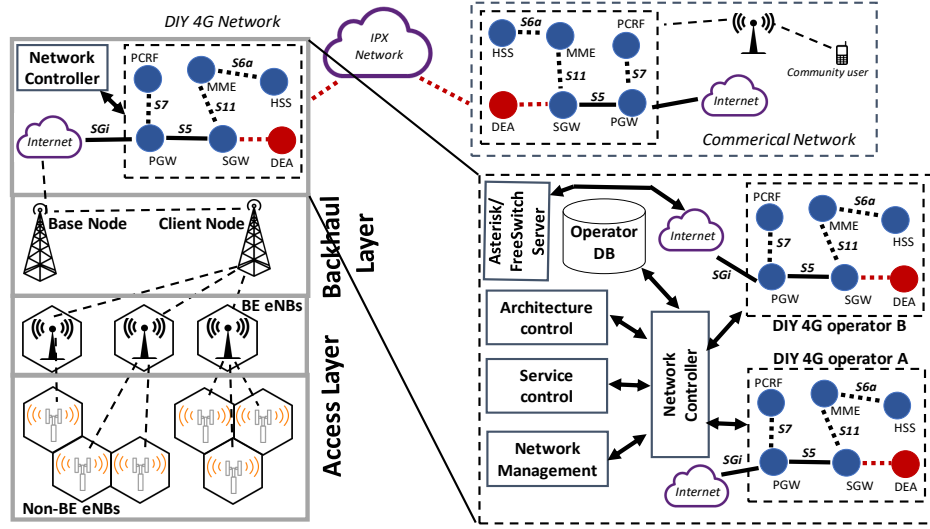 DIY 4G Network
Network
Controller
PCRF
S6a
MME
HSS
S7
S11
Internet
SGi
S5
PGW
SGW
DEA
IPX
Network
HSS
S6a
MME
PCRF
S11
S7
S5
DEA
SGW
PGW
Internet
Community user
Commerical Network
Base Node
Client Node
Backhaul
Layer
BE eNBs
Access Layer
Non-BE eNBs
Asterisk/
FreeSwitch
Server
Operator
DB
Internet
SGi
PCRF
S6a
MME
HSS
S7
S11
S5
PGW
SGW
DEA
DIY 4G operator B
Architecture
control
Service
control
Network
Management
Network
Controller
DIY 4G operator A
PCRF
S6a
MME
HSS
S7
S11
SGi
S5
Internet
PGW
SGW
DEA